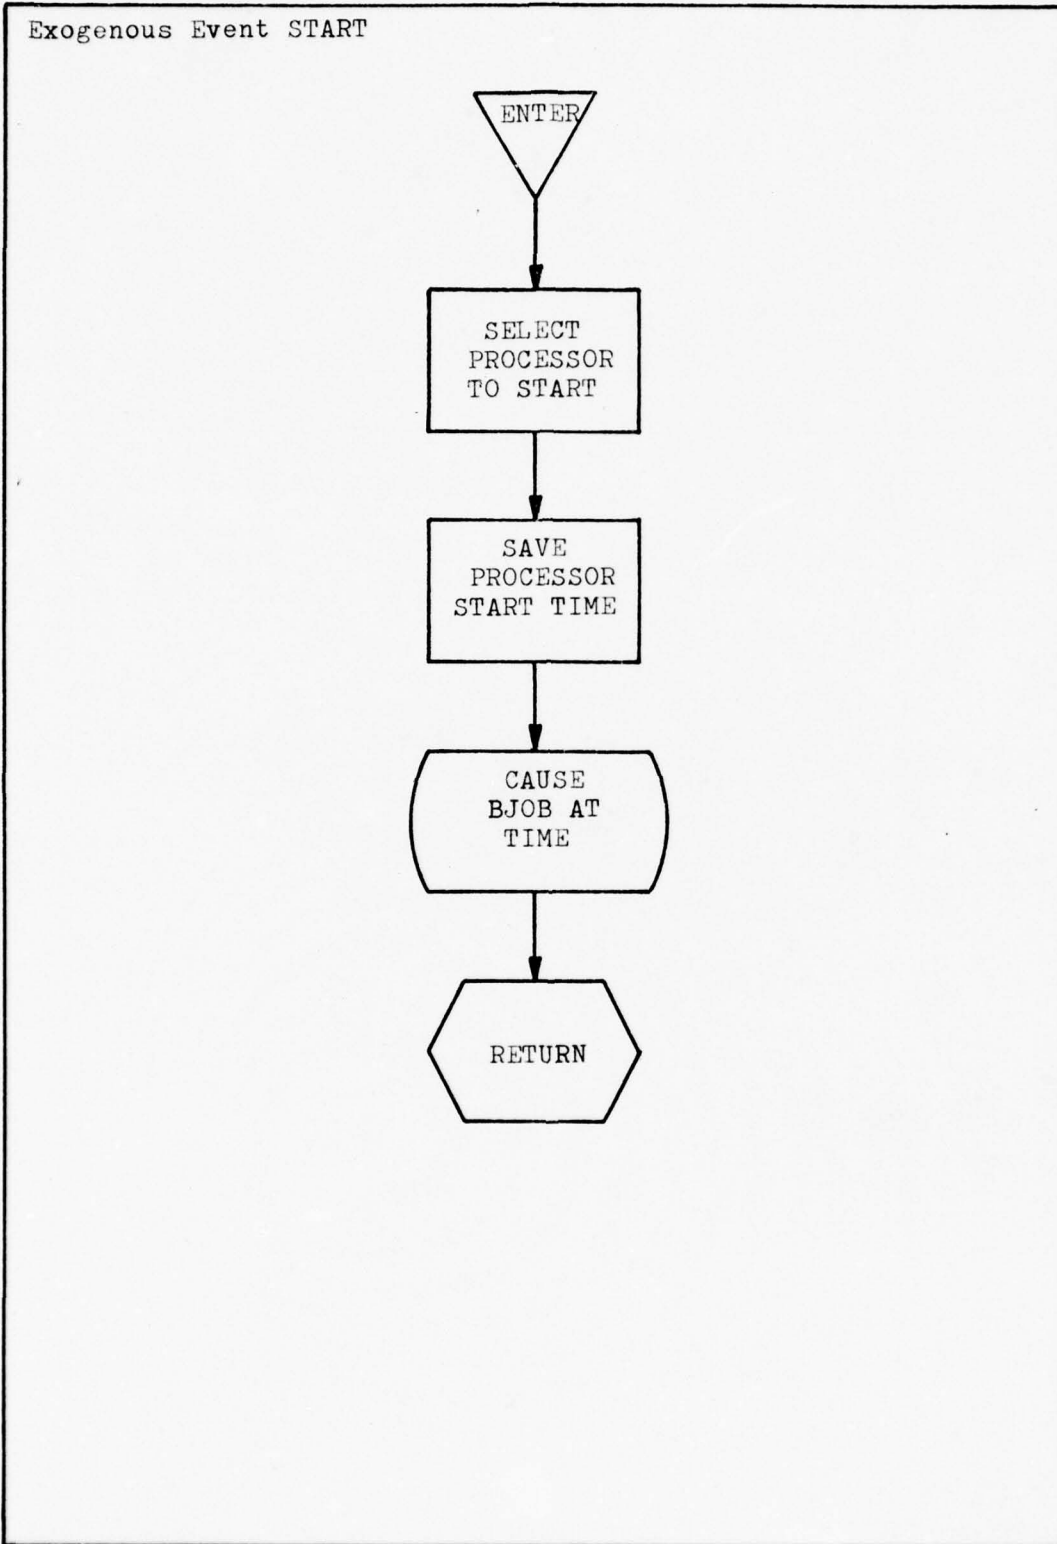 Exogenous Event START
ENTER
SELECT
PROCESSOR
TO START
SAVE
PROCESSOR
START TIME
CAUSE
BJOB AT
TIME
RETURN